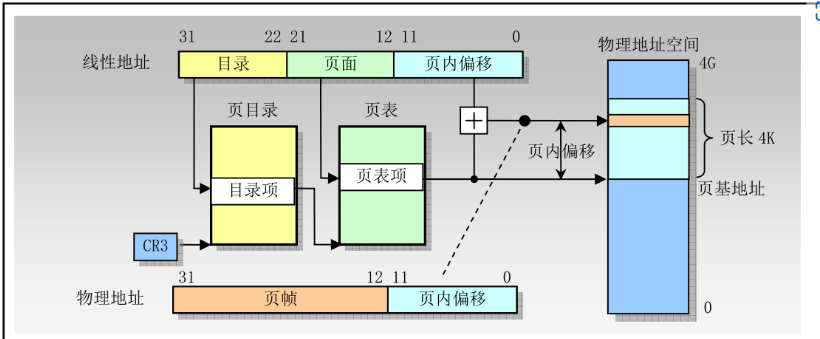 31 22 21 12 11 0
线性地址 目录 页面 页内偏移
物理地址空间
4G
页目录 页表
+
页长 4K
页内偏移
目录项 页表项
页基地址
CR3
31 12 11 0
物理地址 页帧 页内偏移
0